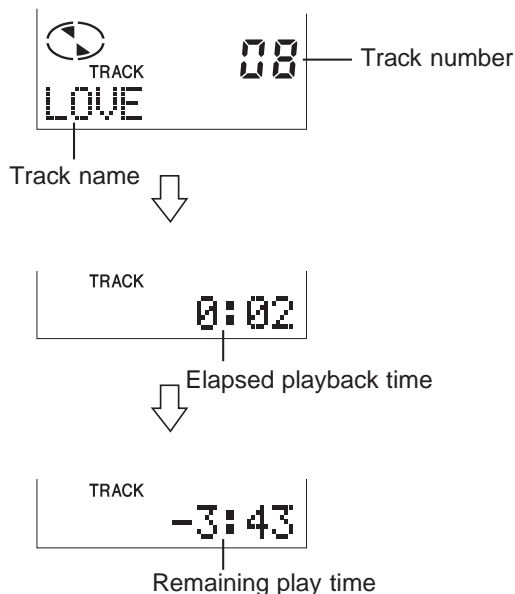 08
Track number
TRACK
LOVE
Track name
TRACK
0:02
Elapsed playback time
TRACK
-3:43
Remaining play time